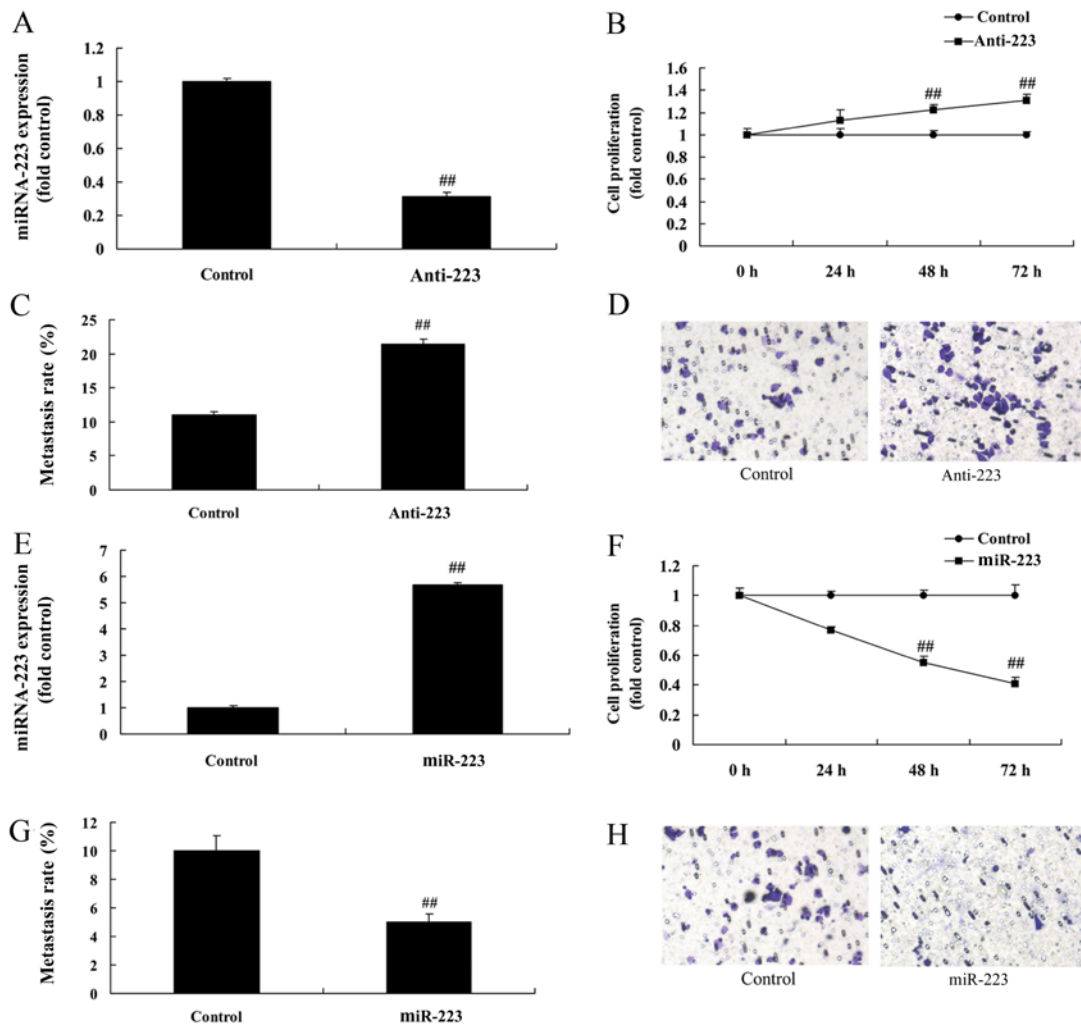 A
miRNA-223 expression
(fold control)
1.2
1
0.8
0.6
0.4
0.2
0
##
Control
Anti-223
B
Control
Anti-223
Cell proliferation
(fold control)
1.6
1.4
1.2
1
0.8
0.6
0.4
0.2
0
##
##
0 h
24 h
48 h
72 h
C
Metastasis rate (%)
25
20
15
10
5
0
##
Control
Anti-223
D
Control
Anti-223
E
miRNA-223 expression
(fold control)
7
6
5
4
3
2
1
0
##
Control
miR-223
F
Control
miR-223
Cell proliferation
(fold control)
1.2
1
0.8
0.6
0.4
0.2
0
##
##
0 h
24 h
48 h
72 h
G
Metastasis rate (%)
12
10
8
6
4
2
0
##
Control
miR-223
H
Control
miR-223